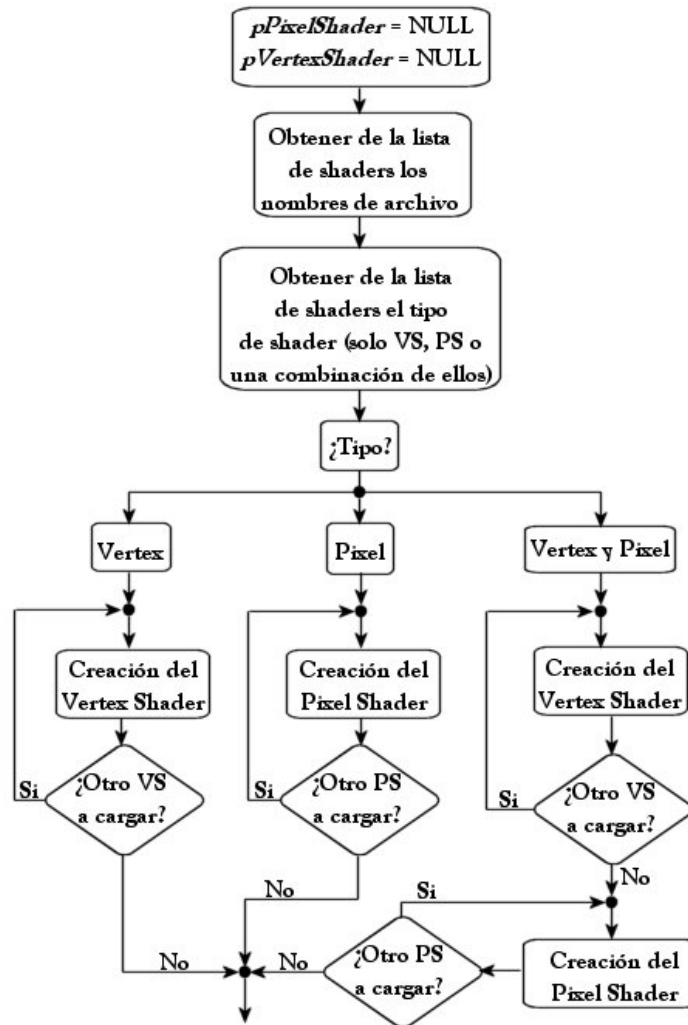 pPixelShader = NULL
pVertexShader = NULL
Obtener de la lista
de shaders los
nombres de archivo
Obtener de la lista
de shaders el tipo
de shader (solo VS, PS o
una combinación de ellos)
¿Tipo?
Vertex
Pixel
Vertex y Pixel
Creación del
Vertex Shader
Creación del
Pixel Shader
Creación del
Vertex Shader
¿Otro VS
a cargar?
Si
¿Otro PS
a cargar?
Si
¿Otro VS
a cargar?
Si
No
No
No
Si
¿Otro PS
a cargar?
No
Creación del
Pixel Shader